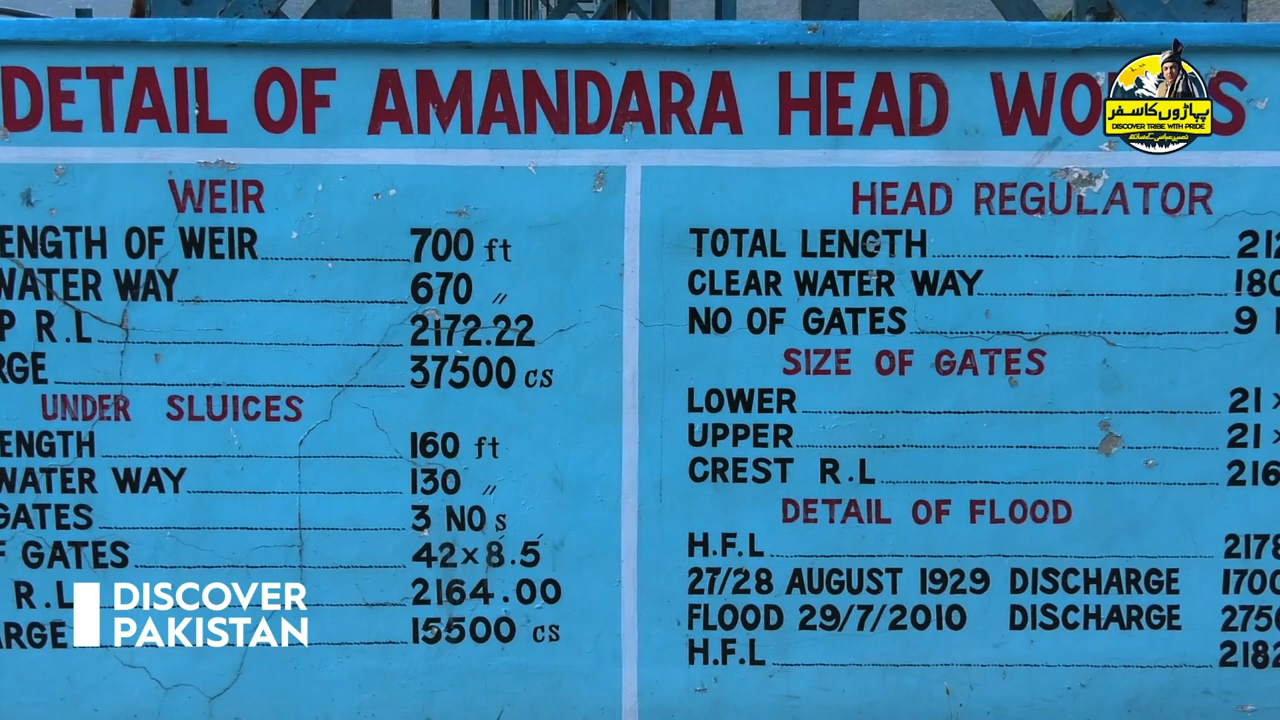 DETAIL OF AMANDARA HEAD WO S
WEIR
ENGTH OF WEIR 700 ft
WATER WAY 670 "
P R.L 2172.22
RGE 37500 cs
UNDER SLUICES
ENGTH 160 ft
WATER WAY 130 "
GATES 3 NO s
F GATES 42x8.5'
R.L 2164.00
ARGE 15500 cs
HEAD REGULATOR
TOTAL LENGTH 212
CLEAR WATER WAY 180
NO OF GATES 9
SIZE OF GATES
LOWER 21 x
UPPER 21 x
CREST R.L 216
DETAIL OF FLOOD
H.F.L 2178
27/28 AUGUST 1929 DISCHARGE 1700
FLOOD 29/7/2010 DISCHARGE 2750
H.F.L 2182
پہاڑوں کا سفر
DISCOVER TRIBE WITH PRIDE
DISCOVER
PAKISTAN